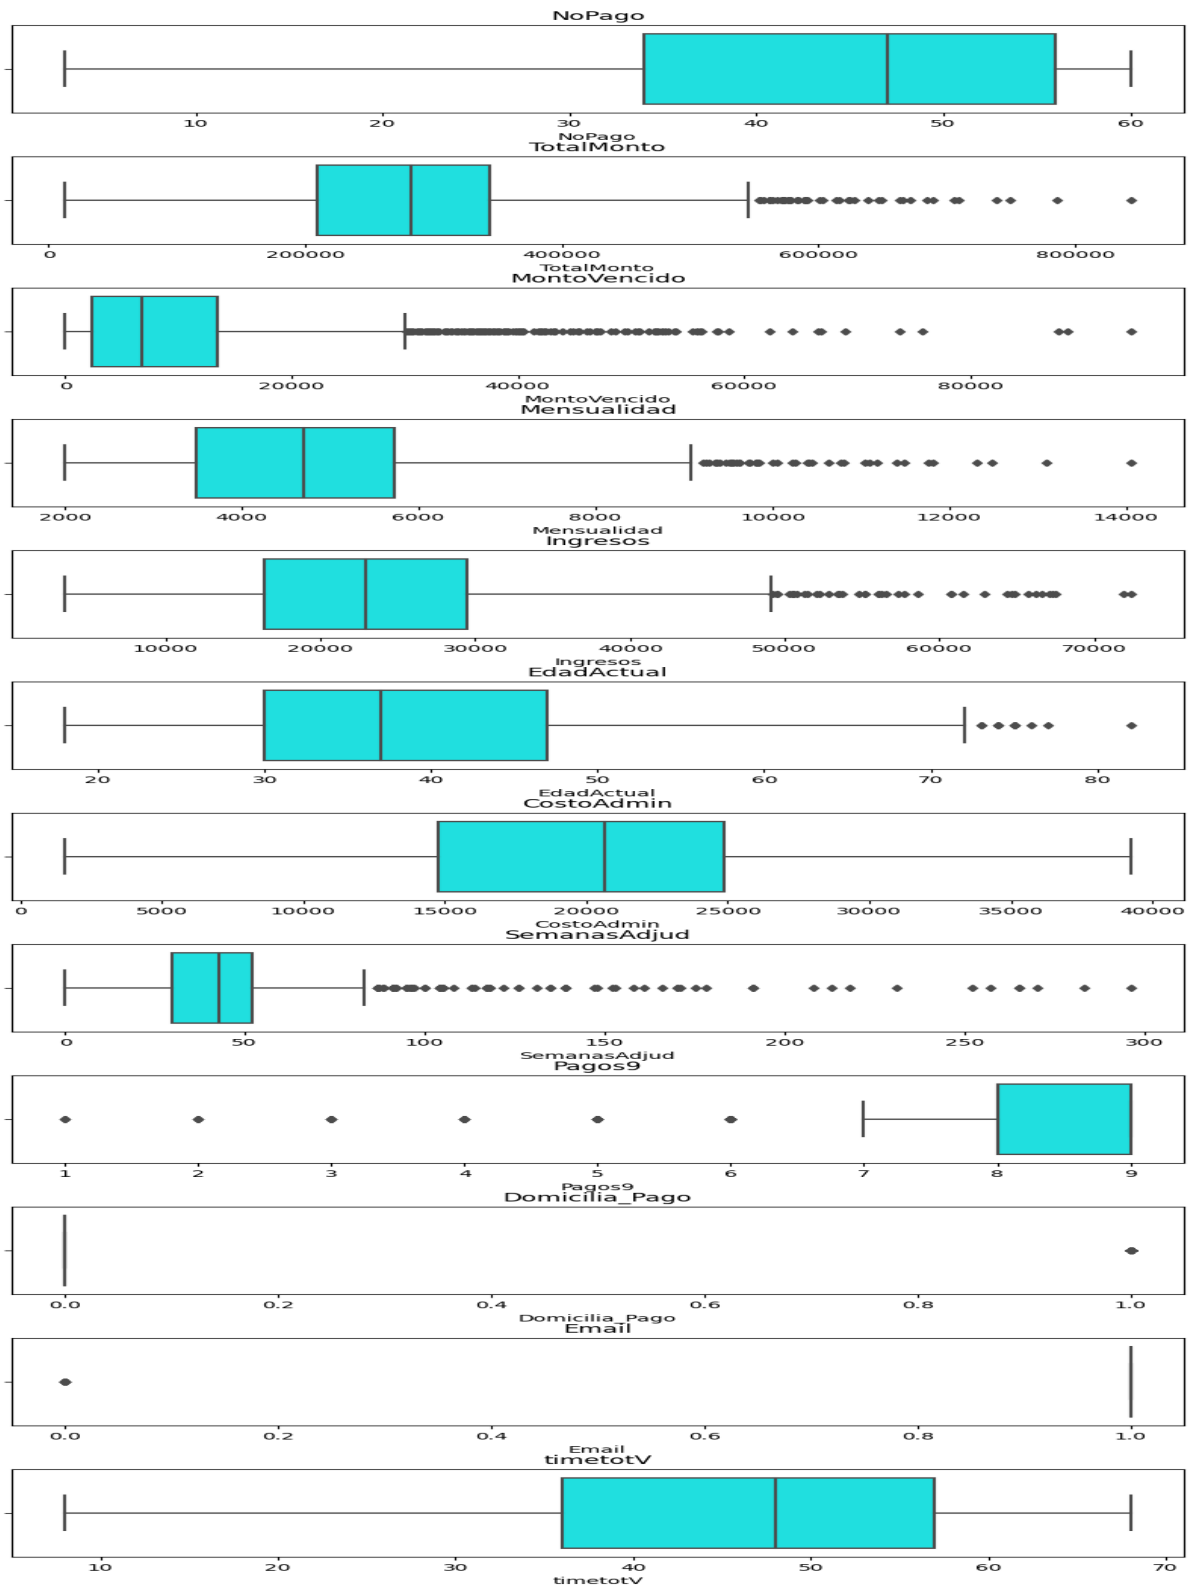 NoPago
10 20 30 40 50 60
NoPago
TotalMonto
0 200000 400000 600000 800000
TotalMonto
MontoVencido
0 20000 40000 60000 80000
MontoVencido
Mensualidad
2000 4000 6000 8000 10000 12000 14000
Mensualidad
Ingresos
10000 20000 30000 40000 50000 60000 70000
Ingresos
EdadActual
20 30 40 50 60 70 80
EdadActual
CostoAdmin
0 5000 10000 15000 20000 25000 30000 35000 40000
CostoAdmin
SemanasAdjud
0 50 100 150 200 250 300
SemanasAdjud
Pagos9
1 2 3 4 5 6 7 8 9
Pagos9
Domicilia_Pago
0.0 0.2 0.4 0.6 0.8 1.0
Domicilia_Pago
Email
0.0 0.2 0.4 0.6 0.8 1.0
Email
timetotV
10 20 30 40 50 60 70
timetotV